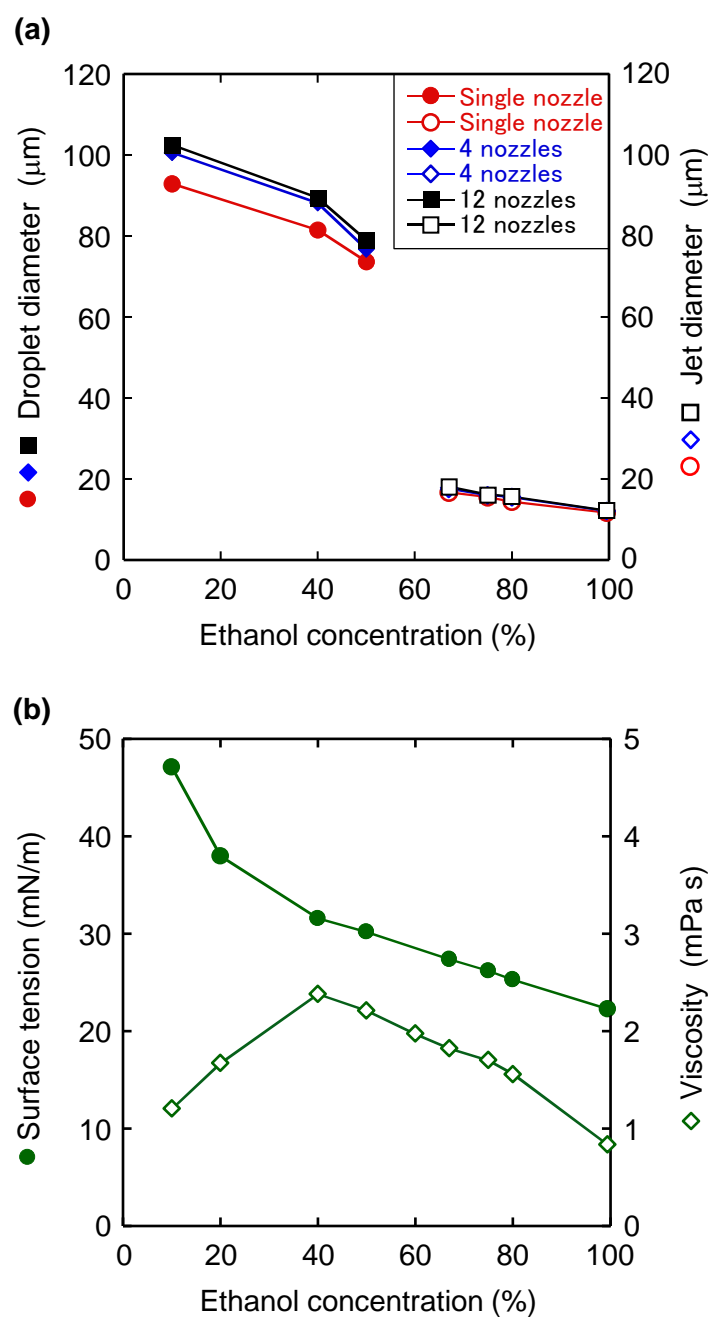 (a)
120
100
80
60
40
20
0
Droplet diameter (μm)
Single nozzle
Single nozzle
4 nozzles
4 nozzles
12 nozzles
12 nozzles
120
100
80
60
40
20
0
Jet diameter (μm)
0 20 40 60 80 100
Ethanol concentration (%)
(b)
50
40
30
20
10
0
Surface tension (mN/m)
5
4
3
2
1
0
Viscosity (mPa s)
0 20 40 60 80 100
Ethanol concentration (%)